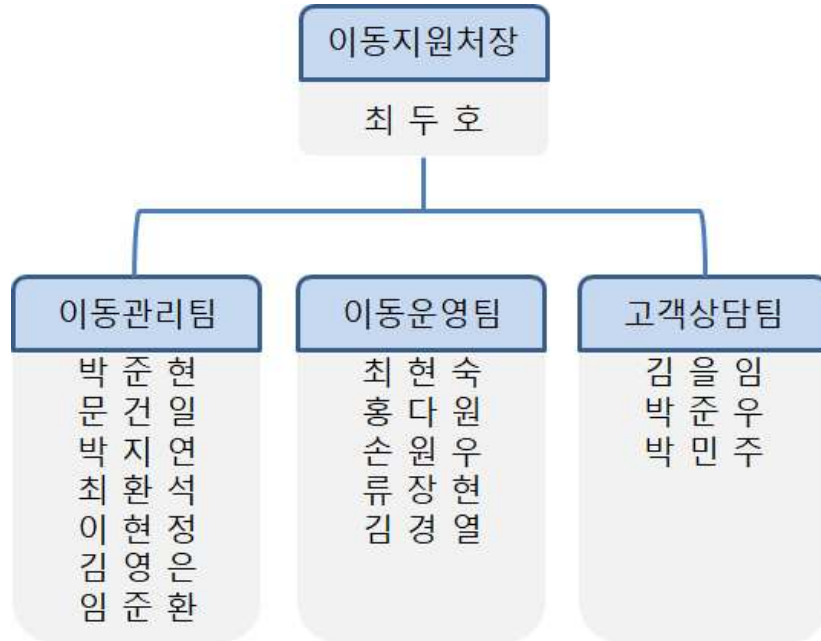 이동지원처장
최 두 호
이동관리팀
박 준 현
문 건 일
박 지 연
최 환 석
이 현 정
김 영 은
임 준 환
이동운영팀
최 현 숙
홍 다 원
손 원 우
류 장 현
김 경 열
고객상담팀
김 을 임
박 준 우
박 민 주